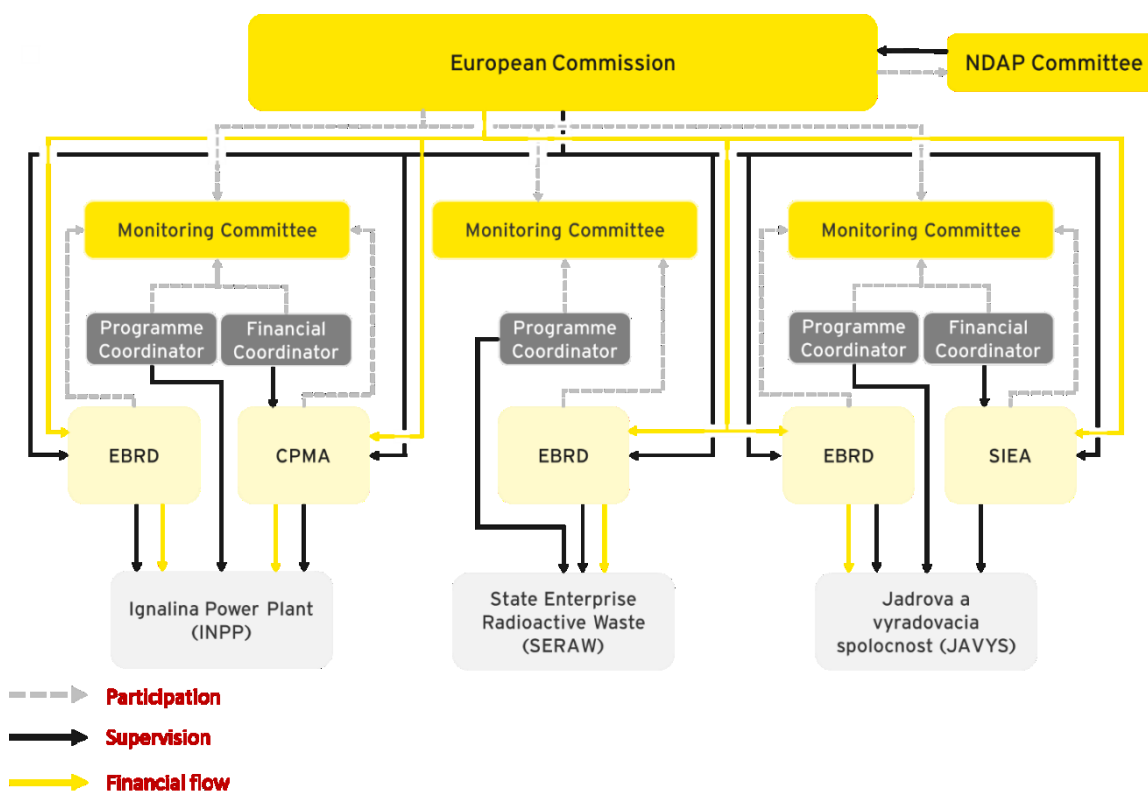 European Commission
NDAP Committee
Monitoring Committee
Monitoring Committee
Monitoring Committee
Programme
Coordinator
Financial
Coordinator
Programme
Coordinator
Programme
Coordinator
Financial
Coordinator
EBRD
CPMA
EBRD
EBRD
SIEA
Ignalina Power Plant
(INPP)
State Enterprise
Radioactive Waste
(SERAW)
Jadrova a
vyradovacia
spolocnost (JAVYS)
Participation
Supervision
Financial flow